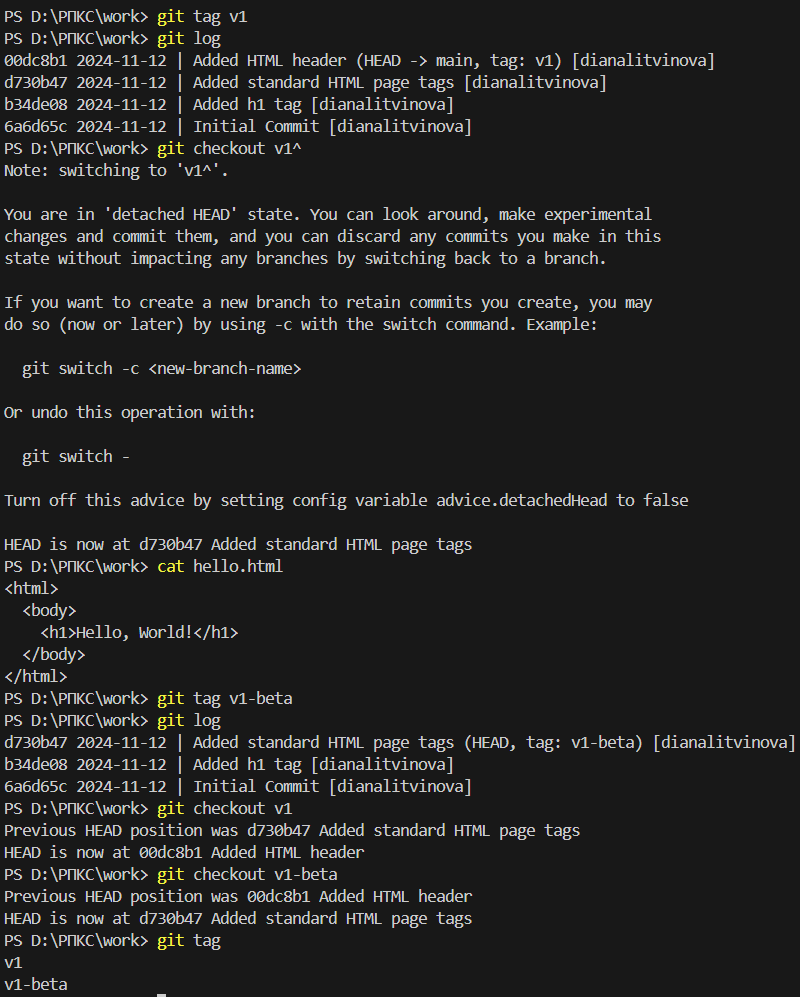 PS D:\РПКС\work> git tag v1
PS D:\РПКС\work> git log
00dc8b1 2024-11-12 | Added HTML header (HEAD -> main, tag: v1) [dianalitvinova]
d730b47 2024-11-12 | Added standard HTML page tags [dianalitvinova]
b34de08 2024-11-12 | Added h1 tag [dianalitvinova]
6a6d65c 2024-11-12 | Initial Commit [dianalitvinova]
PS D:\РПКС\work> git checkout v1^
Note: switching to 'v1^'.

You are in 'detached HEAD' state. You can look around, make experimental
changes and commit them, and you can discard any commits you make in this
state without impacting any branches by switching back to a branch.

If you want to create a new branch to retain commits you create, you may
do so (now or later) by using -c with the switch command. Example:

  git switch -c <new-branch-name>

Or undo this operation with:

  git switch -

Turn off this advice by setting config variable advice.detachedHead to false

HEAD is now at d730b47 Added standard HTML page tags
PS D:\РПКС\work> cat hello.html
<html>
  <body>
    <h1>Hello, World!</h1>
  </body>
</html>
PS D:\РПКС\work> git tag v1-beta
PS D:\РПКС\work> git log
d730b47 2024-11-12 | Added standard HTML page tags (HEAD, tag: v1-beta) [dianalitvinova]
b34de08 2024-11-12 | Added h1 tag [dianalitvinova]
6a6d65c 2024-11-12 | Initial Commit [dianalitvinova]
PS D:\РПКС\work> git checkout v1
Previous HEAD position was d730b47 Added standard HTML page tags
HEAD is now at 00dc8b1 Added HTML header
PS D:\РПКС\work> git checkout v1-beta
Previous HEAD position was 00dc8b1 Added HTML header
HEAD is now at d730b47 Added standard HTML page tags
PS D:\РПКС\work> git tag
v1
v1-beta